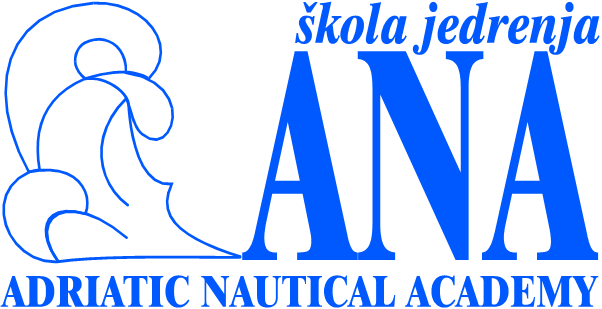 škola jedrenja
ANA
ADRIATIC NAUTICAL ACADEMY